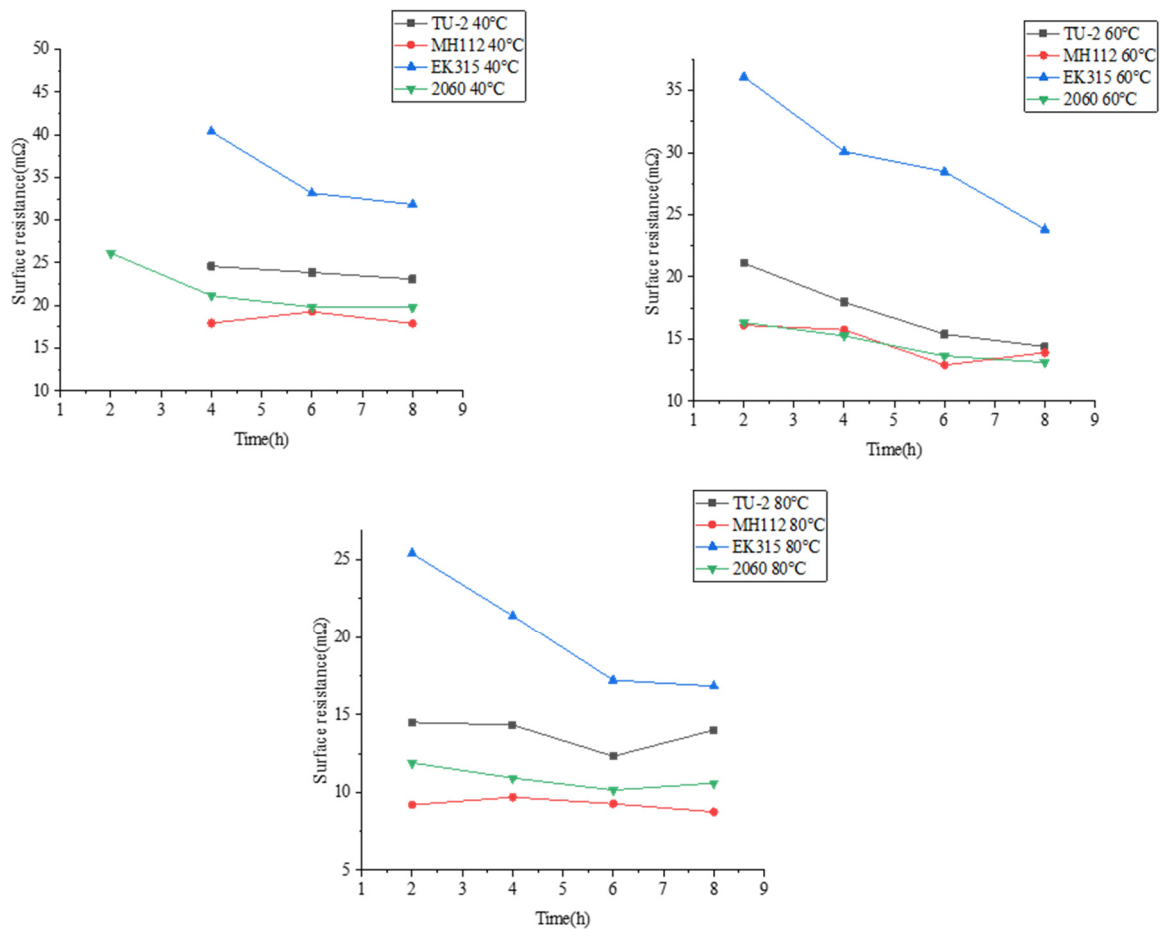 TU-2 40°C
MH112 40°C
EK315 40°C
2060 40°C
50
45
40
35
30
25
20
15
10
Surface resistance(mΩ)
1 2 3 4 5 6 7 8 9
Time(h)
TU-2 60°C
MH112 60°C
EK315 60°C
2060 60°C
35
30
25
20
15
10
Surface resistance(mΩ)
1 2 3 4 5 6 7 8 9
Time(h)
TU-2 80°C
MH112 80°C
EK315 80°C
2060 80°C
25
20
15
10
5
Surface resistance(mΩ)
1 2 3 4 5 6 7 8 9
Time(h)